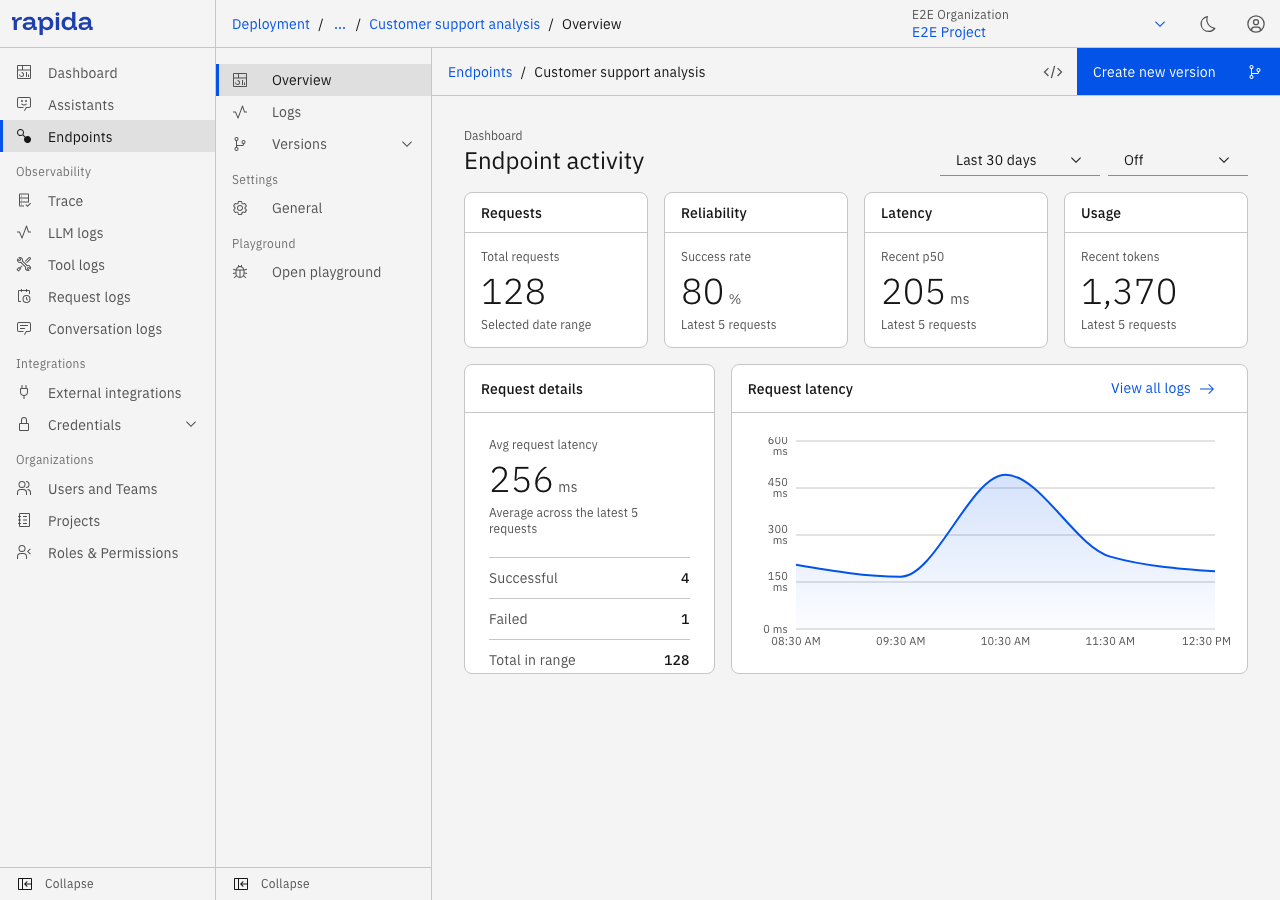 rapida
Deployment / ... / Customer support analysis / Overview
E2E Organization
E2E Project
Dashboard
Assistants
Endpoints
Observability
Trace
LLM logs
Tool logs
Request logs
Conversation logs
Integrations
External integrations
Credentials
Organizations
Users and Teams
Projects
Roles & Permissions
Collapse
Overview
Logs
Versions
Settings
General
Playground
Open playground
Collapse
Endpoints / Customer support analysis
Create new version
Dashboard
Endpoint activity
Last 30 days
Off
Requests
Total requests
128
Selected date range
Reliability
Success rate
80 %
Latest 5 requests
Latency
Recent p50
205 ms
Latest 5 requests
Usage
Recent tokens
1,370
Latest 5 requests
Request details
Avg request latency
256 ms
Average across the latest 5
requests
Successful 4
Failed 1
Total in range 128
Request latency
View all logs
600
ms
450
ms
300
ms
150
ms
0 ms
08:30 AM 09:30 AM 10:30 AM 11:30 AM 12:30 PM